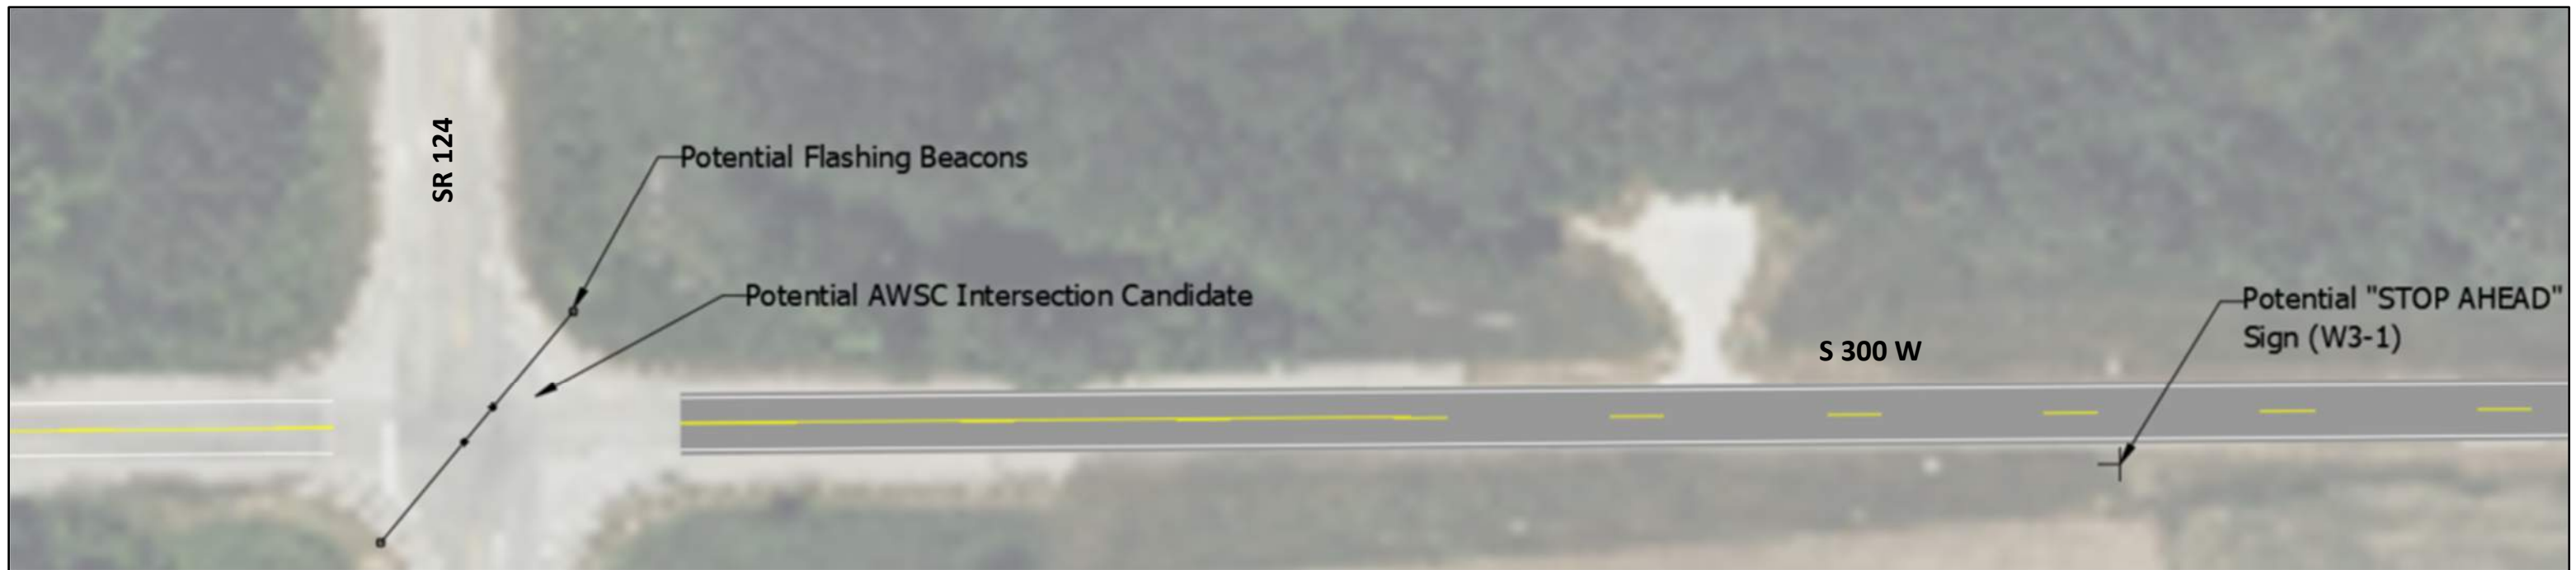 SR 124
Potential Flashing Beacons
Potential AWSC Intersection Candidate
S 300 W
Potential "STOP AHEAD"
Sign (W3-1)